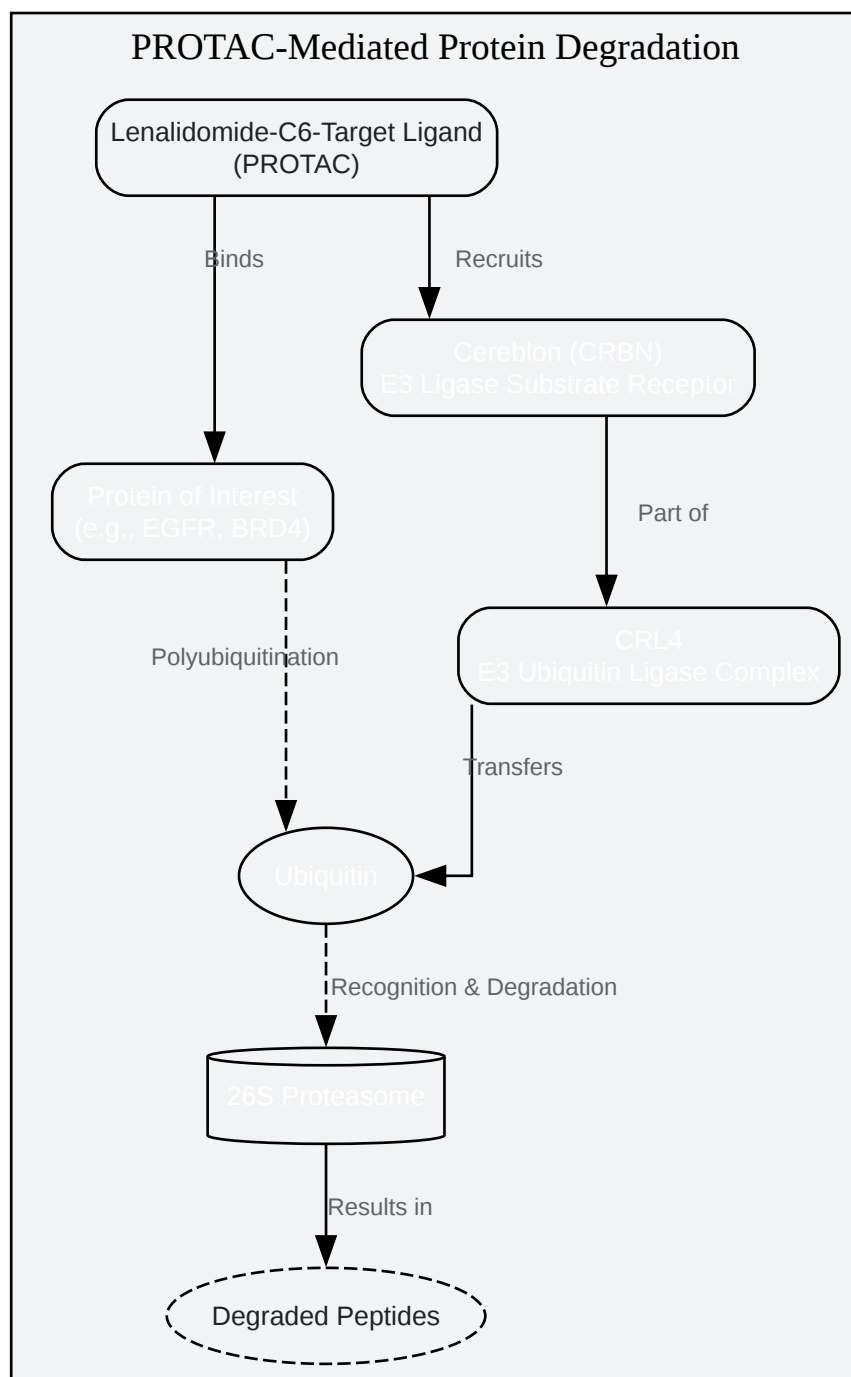 PROTAC-Mediated Protein Degradation
Lenalidomide-C6-Target Ligand
(PROTAC)
Binds
Recruits
Cereblon (CRBN)
E3 Ligase Substrate Receptor
Protein of Interest
(e.g., EGFR, BRD4)
Part of
Polyubiquitination
CRL4
E3 Ubiquitin Ligase Complex
Transfers
Ubiquitin
Recognition & Degradation
26S Proteasome
Results in
Degraded Peptides